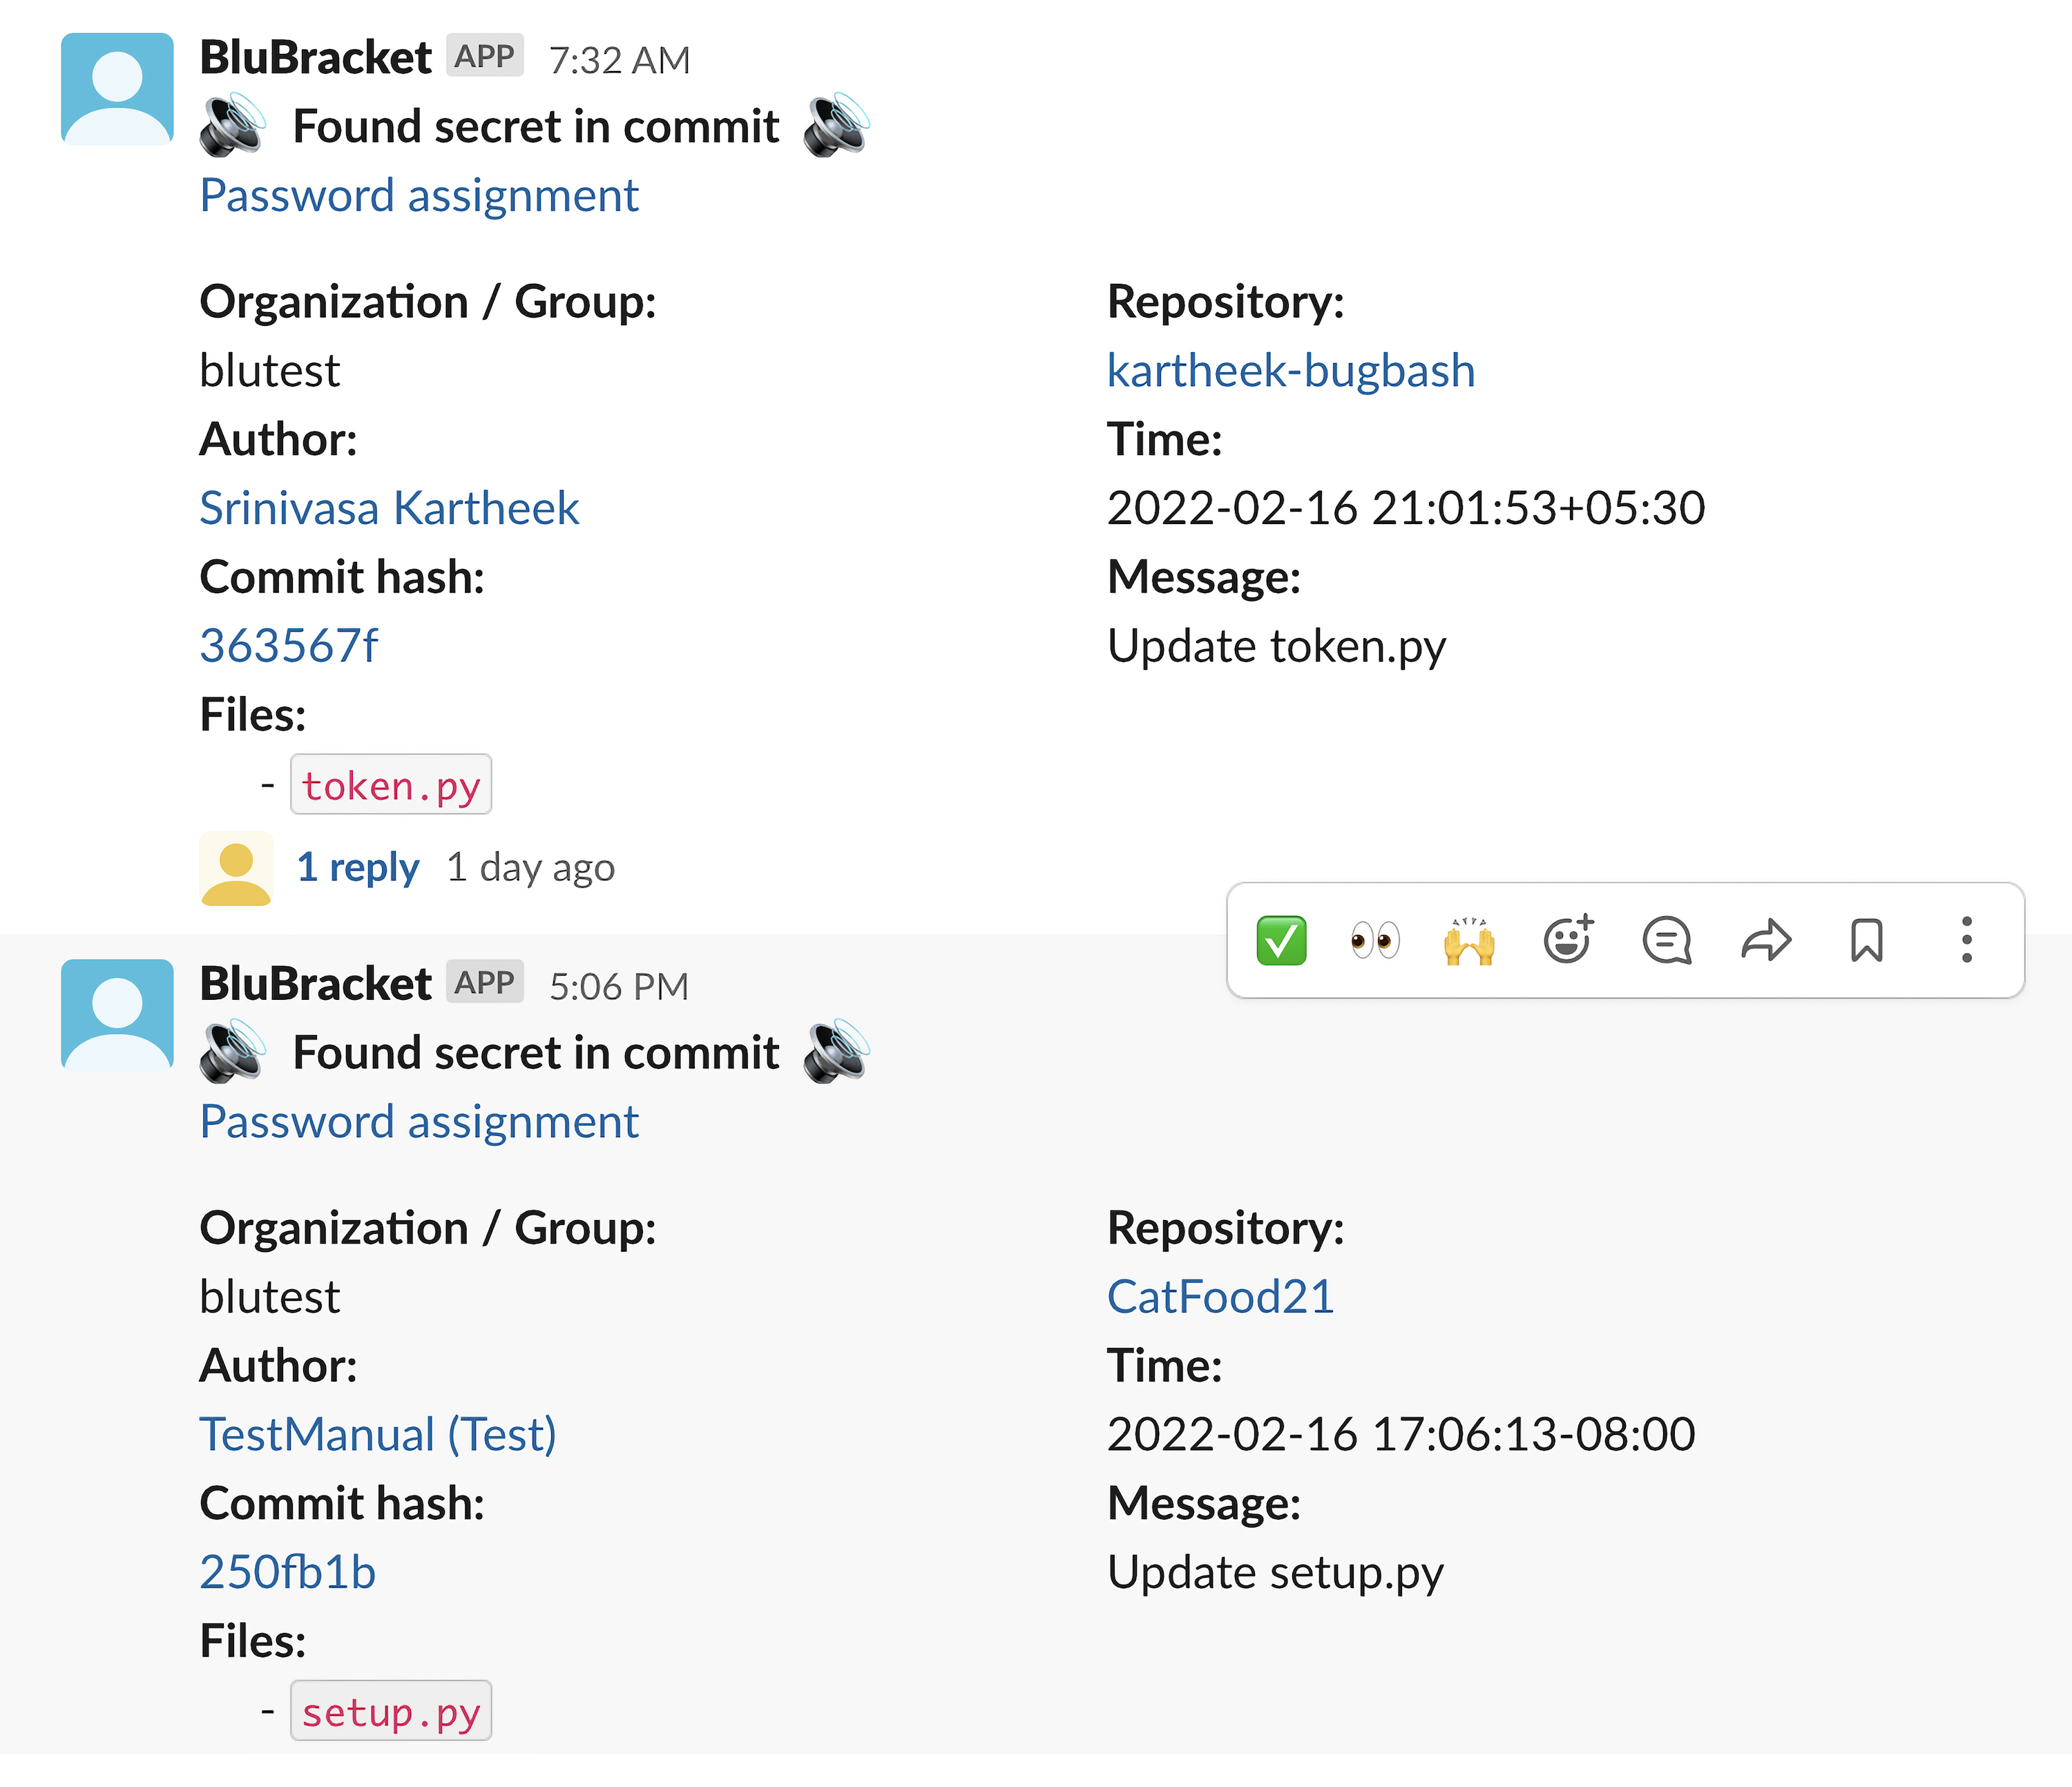 BluBracket APP 7:32 AM
Found secret in commit
Password assignment
Organization / Group:
blutest
Author:
Srinivasa Kartheek
Commit hash:
363567f
Files:
- token.py
Repository:
kartheek-bugbash
Time:
2022-02-16 21:01:53+05:30
Message:
Update token.py
1 reply 1 day ago
BluBracket APP 5:06 PM
Found secret in commit
Password assignment
Organization / Group:
blutest
Author:
TestManual (Test)
Commit hash:
250fb1b
Files:
- setup.py
Repository:
CatFood21
Time:
2022-02-16 17:06:13-08:00
Message:
Update setup.py